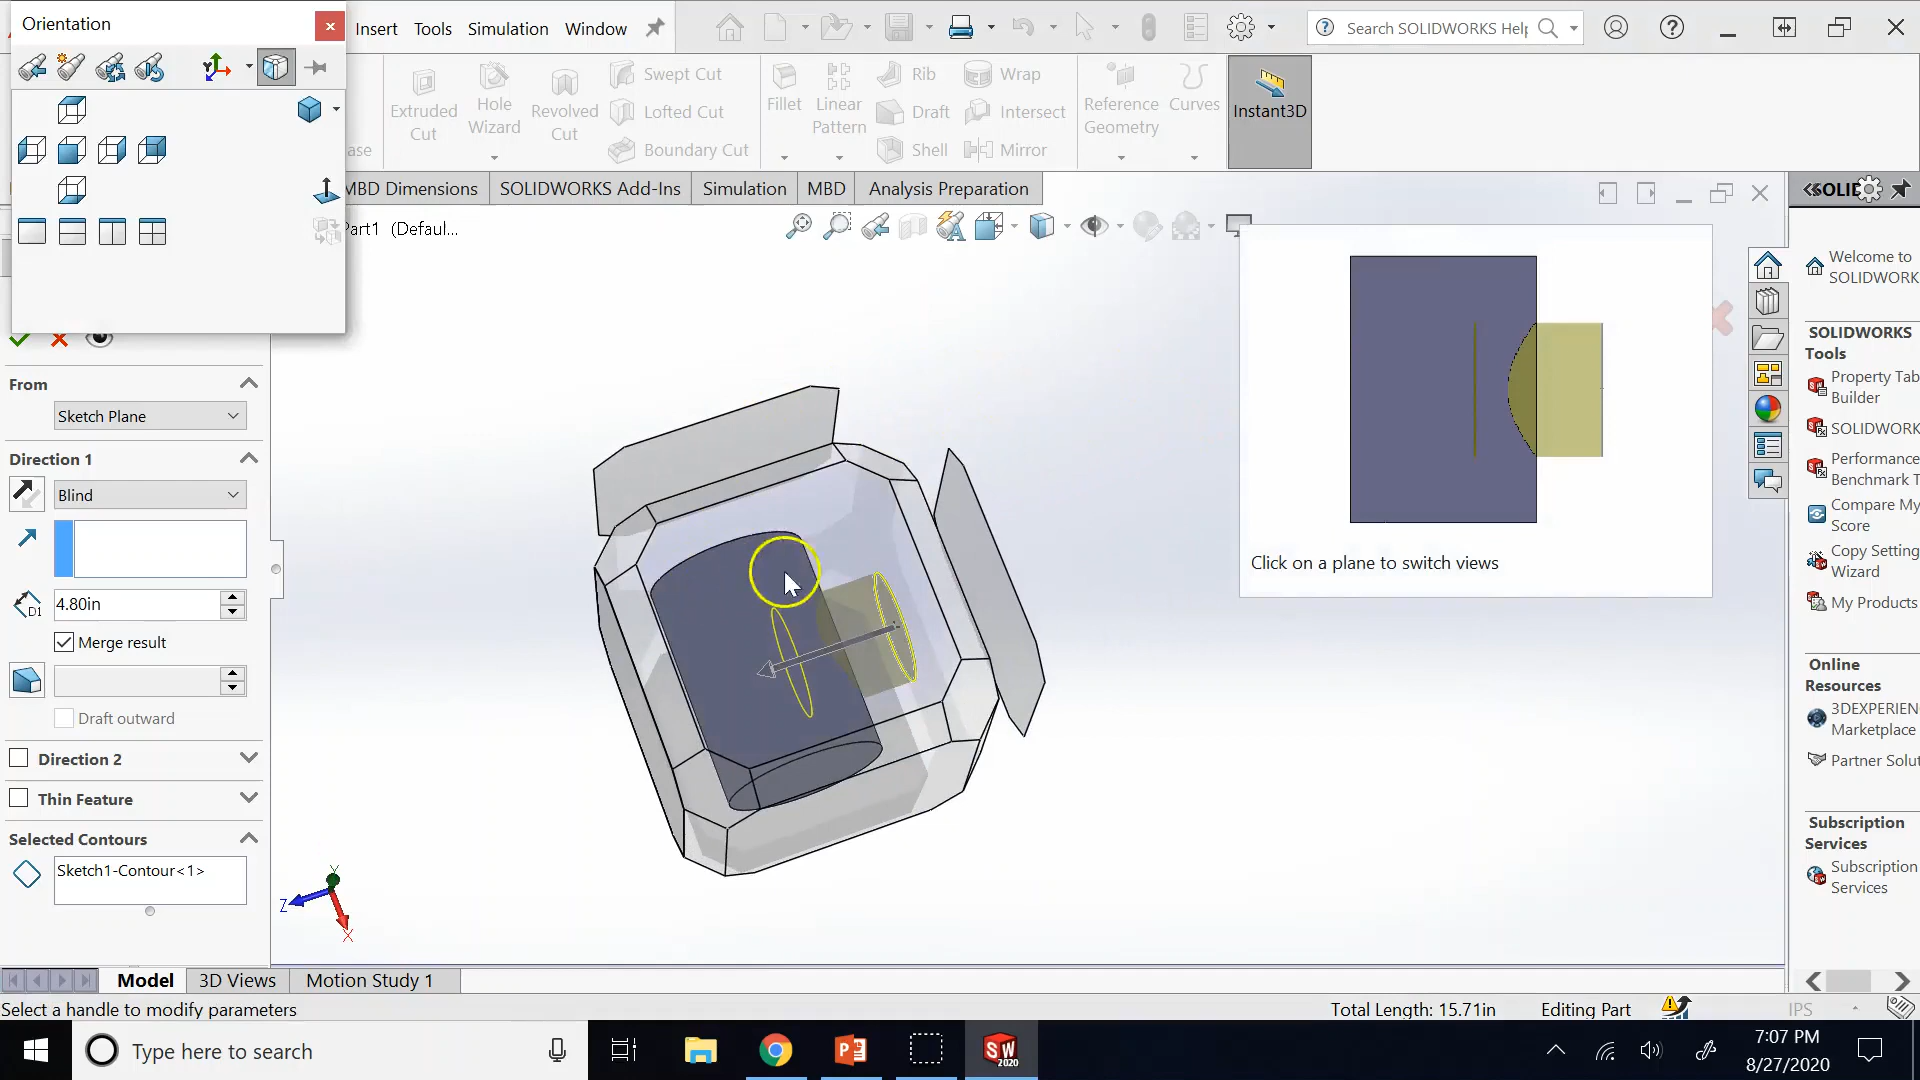 Orientation
Insert Tools Simulation Window
Search SOLIDWORKS Help
Extruded Cut
Hole Wizard
Revolved Cut
Swept Cut
Lofted Cut
Boundary Cut
Fillet
Linear Pattern
Rib
Draft
Shell
Wrap
Intersect
Mirror
Reference Geometry
Curves
Instant3D
ase
MBD Dimensions
SOLIDWORKS Add-Ins
Simulation
MBD
Analysis Preparation
Part1 (Defaul...
SOLI
From
Sketch Plane
Direction 1
Blind
D1
4.80in
Merge result
Draft outward
Direction 2
Thin Feature
Selected Contours
Sketch1-Contour<1>
Y
Z
X
Click on a plane to switch views
Welcome to
SOLIDWORK
SOLIDWORKS
Tools
Property Tab
Builder
SOLIDWORK
Performance
Benchmark T
Compare My
Score
Copy Setting
Wizard
My Products
Online
Resources
3DEXPERIEN
Marketplace
Partner Solut
Subscription
Services
Subscription
Services
Model
3D Views
Motion Study 1
Select a handle to modify parameters
Total Length: 15.71in
Editing Part
IPS
Type here to search
SW
2020
7:07 PM
8/27/2020